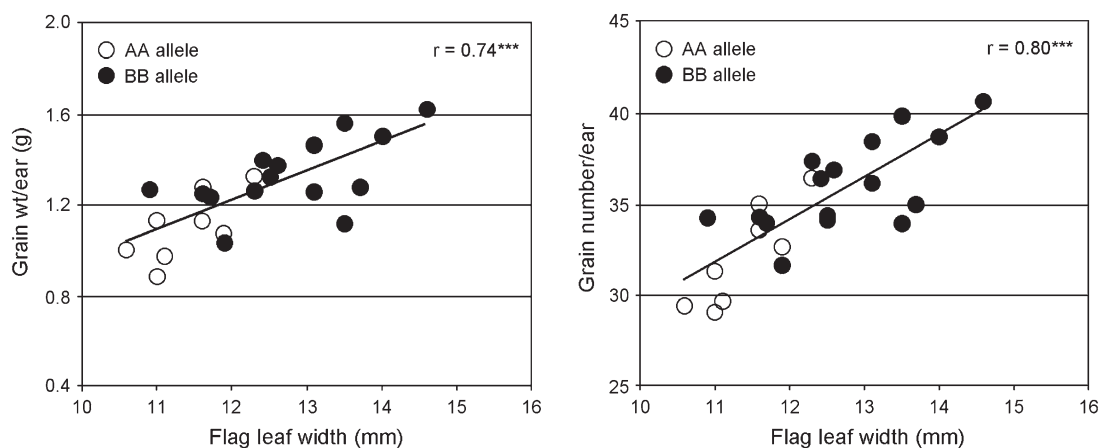 2.0
1.6
1.2
0.8
0.4
Grain wt/ear (g)
AA allele
BB allele
r = 0.74***
10 11 12 13 14 15 16
Flag leaf width (mm)
45
40
35
30
25
Grain number/ear
AA allele
BB allele
r = 0.80***
10 11 12 13 14 15 16
Flag leaf width (mm)